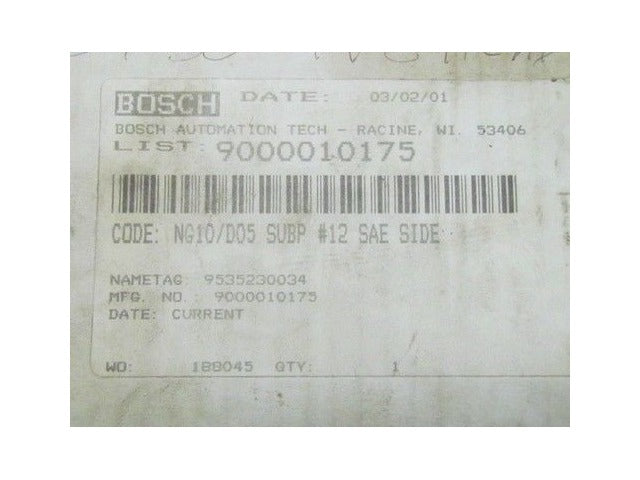 BOSCH DATE: 03/02/01
BOSCH AUTOMATION TECH - RACINE, WI. 53406
LIST: 9000010175
CODE: NG10/D05 SUBP #12 SAE SIDE
NAMETAG 9535230034
MFG. NO.: 9000010175
DATE: CURRENT
WO: 188045 QTY: 1